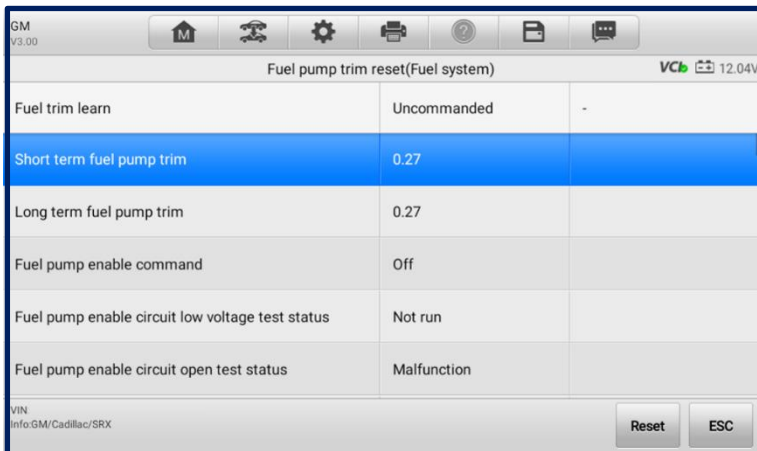 GM
V3.00
M
?
Fuel pump trim reset(Fuel system)
VCI 12.04V
Fuel trim learn Uncommanded -
Short term fuel pump trim 0.27
Long term fuel pump trim 0.27
Fuel pump enable command Off
Fuel pump enable circuit low voltage test status Not run
Fuel pump enable circuit open test status Malfunction
VIN
Info:GM/Cadillac/SRX
Reset ESC